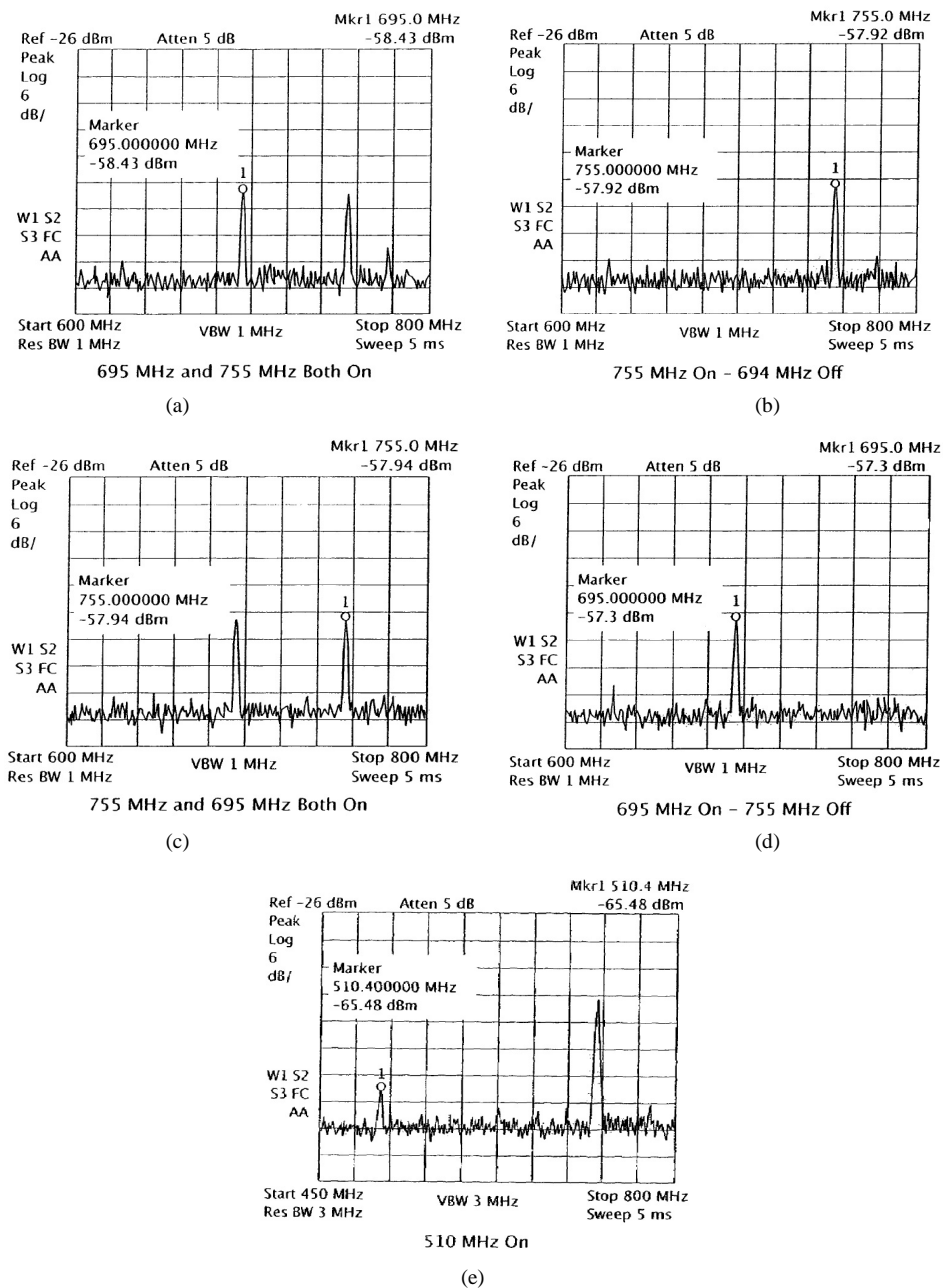 Mkr1 695.0 MHz
Ref -26 dBm Atten 5 dB -58.43 dBm
Peak
Log
6
dB/
Marker
695.000000 MHz
-58.43 dBm
1
W1 S2
S3 FC
AA
Start 600 MHz VBW 1 MHz Stop 800 MHz
Res BW 1 MHz Sweep 5 ms
695 MHz and 755 MHz Both On
(a)
Mkr1 755.0 MHz
Ref -26 dBm Atten 5 dB -57.92 dBm
Peak
Log
6
dB/
Marker
755.000000 MHz
-57.92 dBm
1
W1 S2
S3 FC
AA
Start 600 MHz VBW 1 MHz Stop 800 MHz
Res BW 1 MHz Sweep 5 ms
755 MHz On - 694 MHz Off
(b)
Mkr1 755.0 MHz
Ref -26 dBm Atten 5 dB -57.94 dBm
Peak
Log
6
dB/
Marker
755.000000 MHz
-57.94 dBm
1
W1 S2
S3 FC
AA
Start 600 MHz VBW 1 MHz Stop 800 MHz
Res BW 1 MHz Sweep 5 ms
755 MHz and 695 MHz Both On
(c)
Mkr1 695.0 MHz
Ref -26 dBm Atten 5 dB -57.3 dBm
Peak
Log
6
dB/
Marker
695.000000 MHz
-57.3 dBm
1
W1 S2
S3 FC
AA
Start 600 MHz VBW 1 MHz Stop 800 MHz
Res BW 1 MHz Sweep 5 ms
695 MHz On - 755 MHz Off
(d)
Mkr1 510.4 MHz
Ref -26 dBm Atten 5 dB -65.48 dBm
Peak
Log
6
dB/
Marker
510.400000 MHz
-65.48 dBm
1
W1 S2
S3 FC
AA
Start 450 MHz VBW 3 MHz Stop 800 MHz
Res BW 3 MHz Sweep 5 ms
510 MHz On
(e)